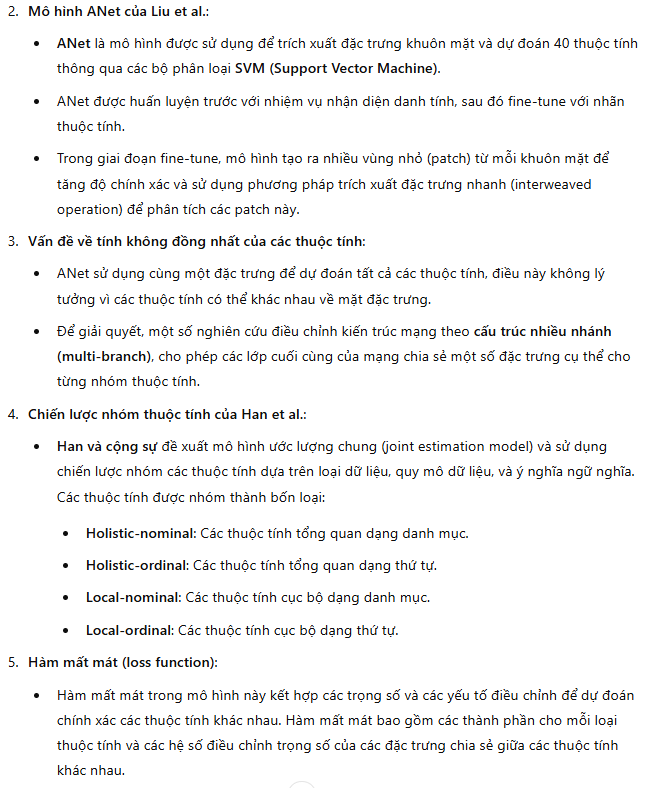 2. Mô hình ANet của Liu et al.:
• ANet là mô hình được sử dụng để trích xuất đặc trưng khuôn mặt và dự đoán 40 thuộc tính
thông qua các bộ phân loại SVM (Support Vector Machine).
• ANet được huấn luyện trước với nhiệm vụ nhận diện danh tính, sau đó fine-tune với nhãn
thuộc tính.
• Trong giai đoạn fine-tune, mô hình tạo ra nhiều vùng nhỏ (patch) từ mỗi khuôn mặt để
tăng độ chính xác và sử dụng phương pháp trích xuất đặc trưng nhanh (interweaved
operation) để phân tích các patch này.
3. Vấn đề về tính không đồng nhất của các thuộc tính:
• ANet sử dụng cùng một đặc trưng để dự đoán tất cả các thuộc tính, điều này không lý
tưởng vì các thuộc tính có thể khác nhau về mặt đặc trưng.
• Để giải quyết, một số nghiên cứu điều chỉnh kiến trúc mạng theo cấu trúc nhiều nhánh
(multi-branch), cho phép các lớp cuối cùng của mạng chia sẻ một số đặc trưng cụ thể cho
từng nhóm thuộc tính.
4. Chiến lược nhóm thuộc tính của Han et al.:
• Han và cộng sự đề xuất mô hình ước lượng chung (joint estimation model) và sử dụng
chiến lược nhóm các thuộc tính dựa trên loại dữ liệu, quy mô dữ liệu, và ý nghĩa ngữ nghĩa.
Các thuộc tính được nhóm thành bốn loại:
• Holistic-nominal: Các thuộc tính tổng quan dạng danh mục.
• Holistic-ordinal: Các thuộc tính tổng quan dạng thứ tự.
• Local-nominal: Các thuộc tính cục bộ dạng danh mục.
• Local-ordinal: Các thuộc tính cục bộ dạng thứ tự.
5. Hàm mất mát (loss function):
• Hàm mất mát trong mô hình này kết hợp các trọng số và các yếu tố điều chỉnh để dự đoán
chính xác các thuộc tính khác nhau. Hàm mất mát bao gồm các thành phần cho mỗi loại
thuộc tính và các hệ số điều chỉnh trọng số của các đặc trưng chia sẻ giữa các thuộc tính
khác nhau.